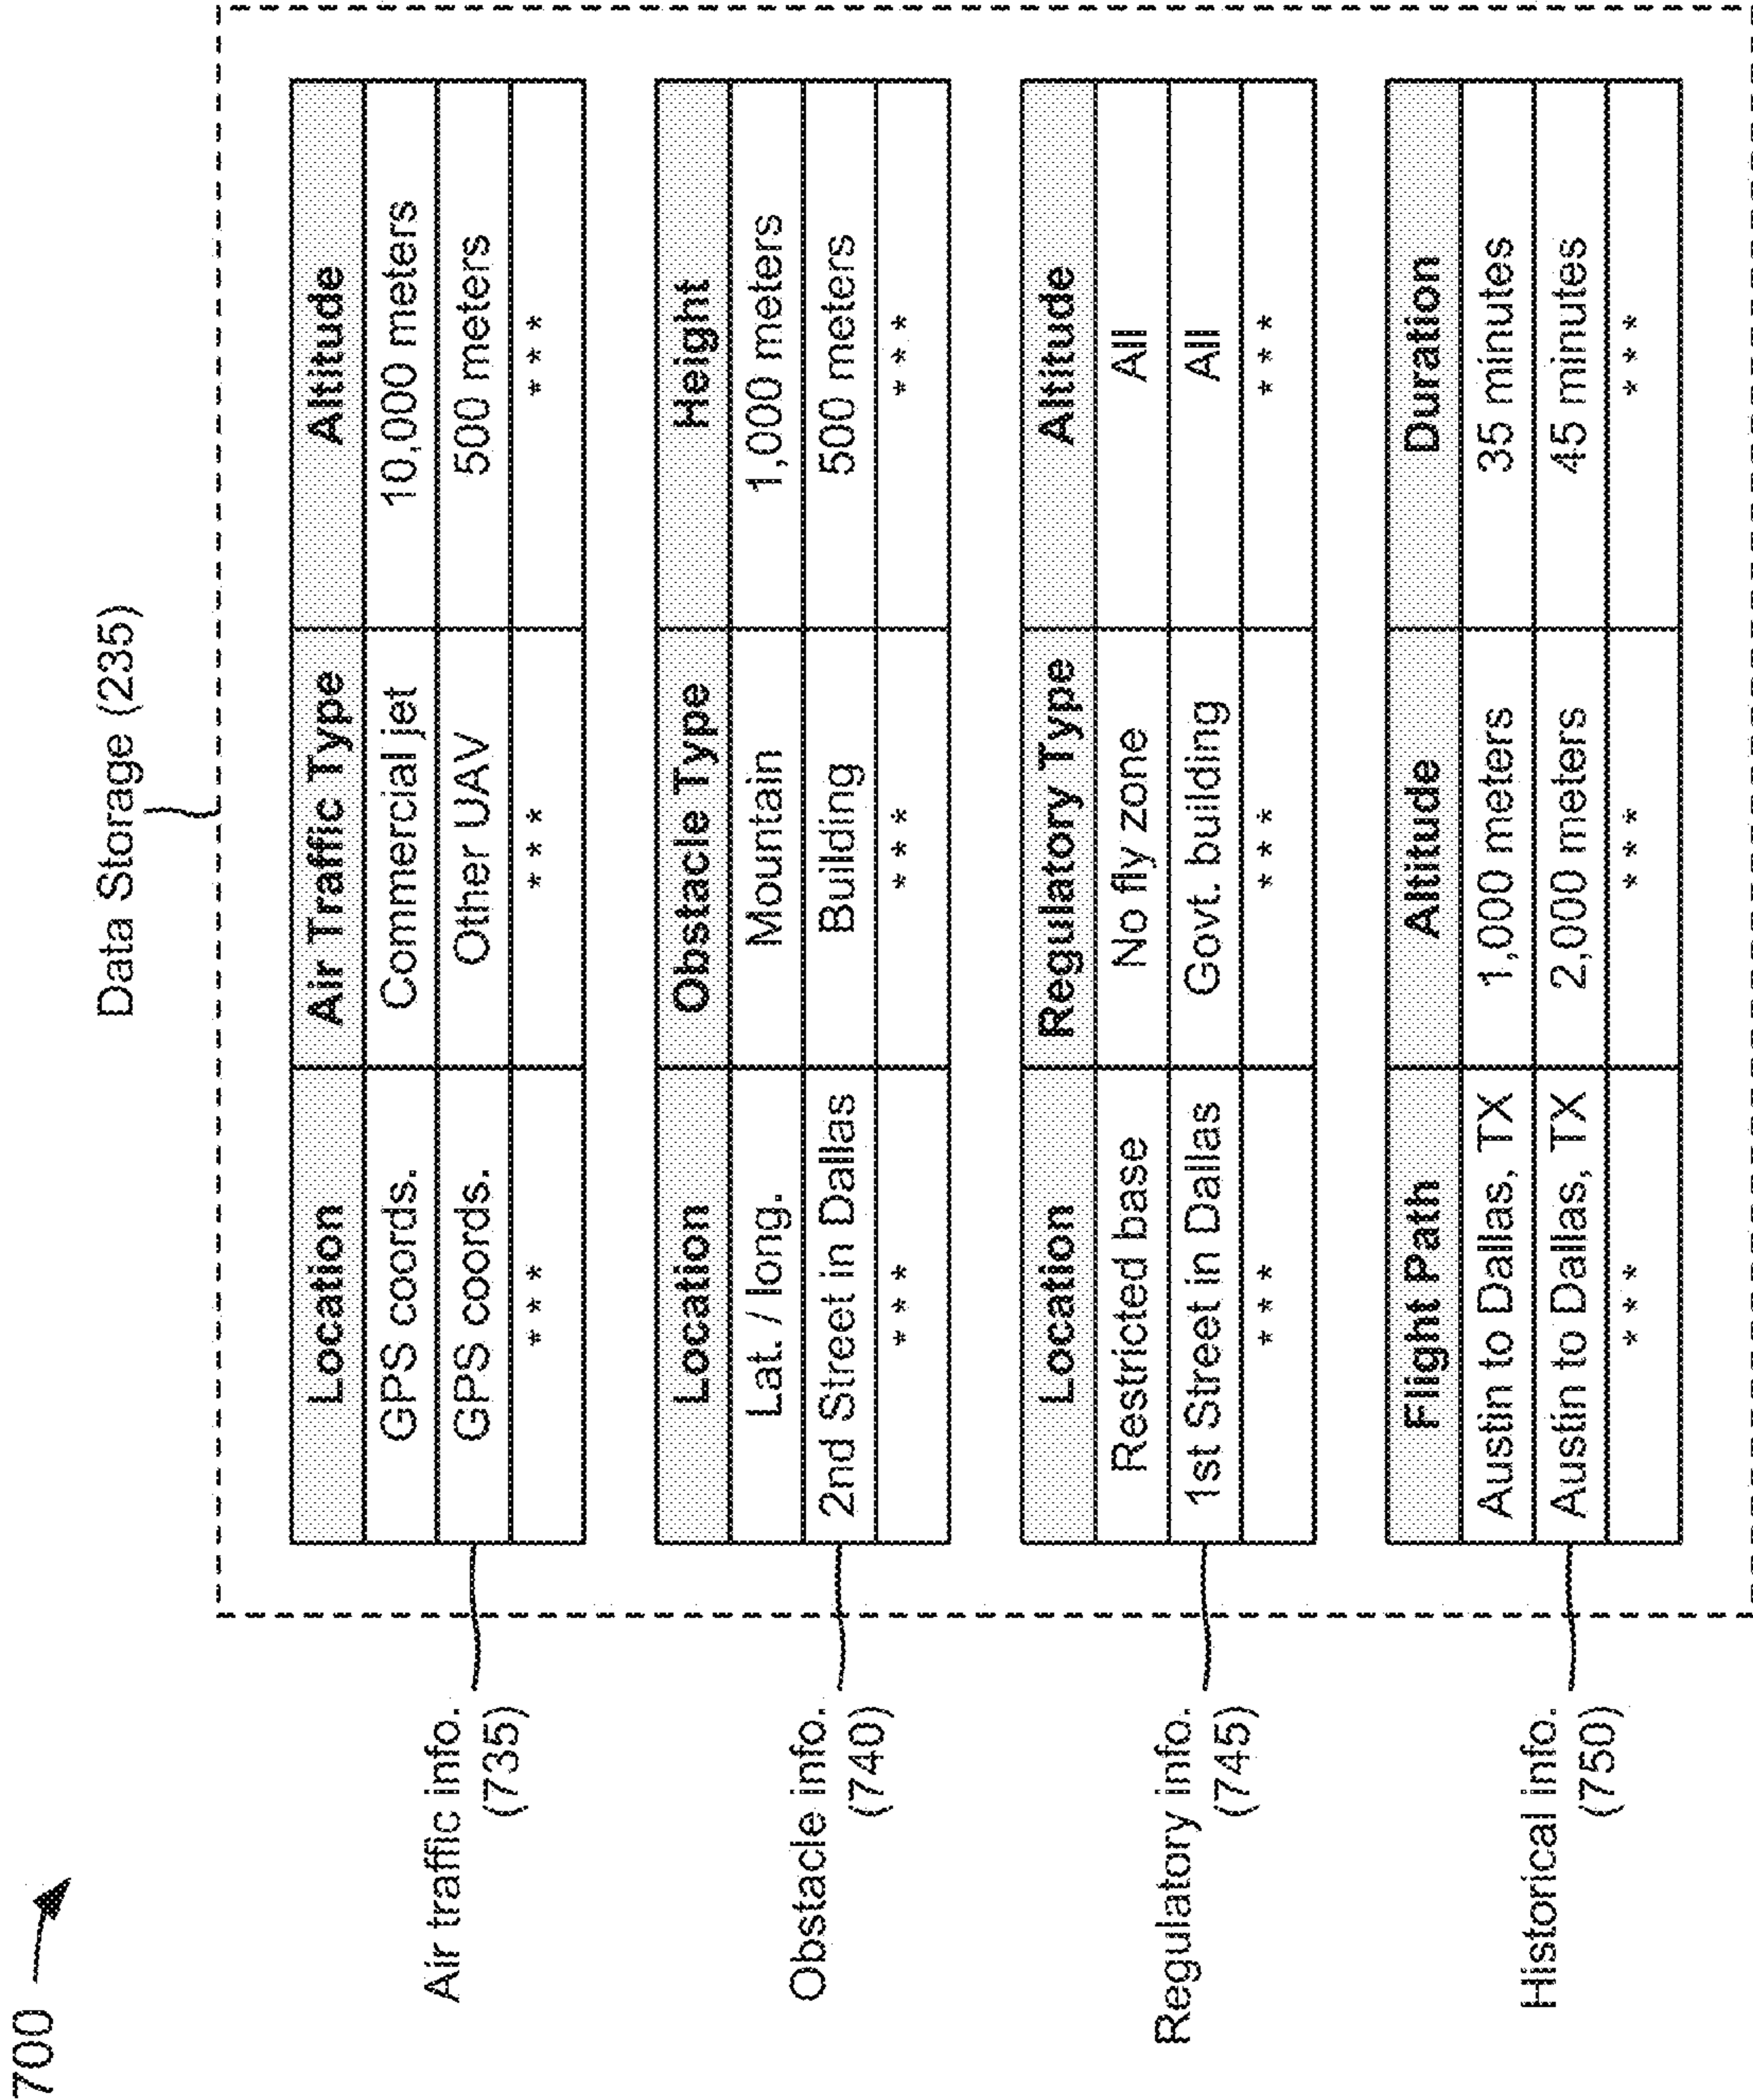 700
Data Storage (235)
Air traffic info.
(735)
Location Air Traffic Type Altitude
GPS coords. Commercial jet 10,000 meters
GPS coords. Other UAV 500 meters
* * * * * * * * *
Obstacle info.
(740)
Location Obstacle Type Height
Lat. / long. Mountain 1,000 meters
2nd Street in Dallas Building 500 meters
* * * * * * * * *
Regulatory info.
(745)
Location Regulatory Type Altitude
Restricted base No fly zone All
1st Street in Dallas Govt. building All
* * * * * * * * *
Historical info.
(750)
Flight Path Altitude Duration
Austin to Dallas, TX 1,000 meters 35 minutes
Austin to Dallas, TX 2,000 meters 45 minutes
* * * * * * * * *